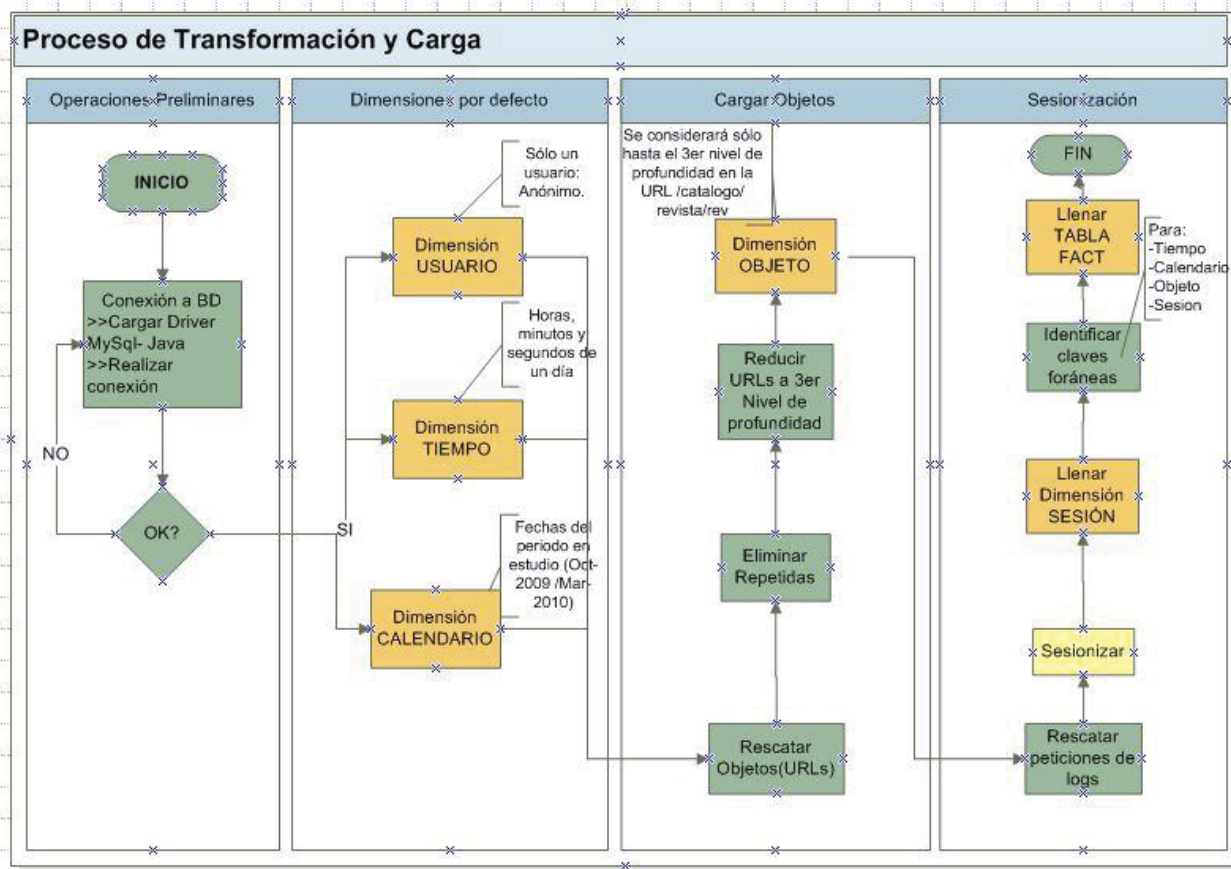 Proceso de Transformación y Carga
Operaciones Preliminares
INICIO
Conexión a BD
>>Cargar Driver
MySql- Java
>>Realizar
conexión
NO
OK?
SI
Dimensiones por defecto
Sólo un
usuario:
Anónimo.
Dimensión
USUARIO
Horas,
minutos y
segundos de
un día
Dimensión
TIEMPO
Fechas del
periodo en
estudio (Oct-
2009 /Mar-
2010)
Dimensión
CALENDARIO
Cargar Objetos
Se considerará sólo
hasta el 3er nivel de
profundidad en la
URL /catalogo/
revista/rev
Dimensión
OBJETO
Reducir
URLs a 3er
Nivel de
profundidad
Eliminar
Repetidas
Rescatar
Objetos(URLs)
Sesionización
FIN
Llenar
TABLA
FACT
Para:
-Tiempo
-Calendario
-Objeto
-Sesion
Identificar
claves
foráneas
Llenar
Dimensión
SESIÓN
Sesionizar
Rescatar
peticiones de
logs